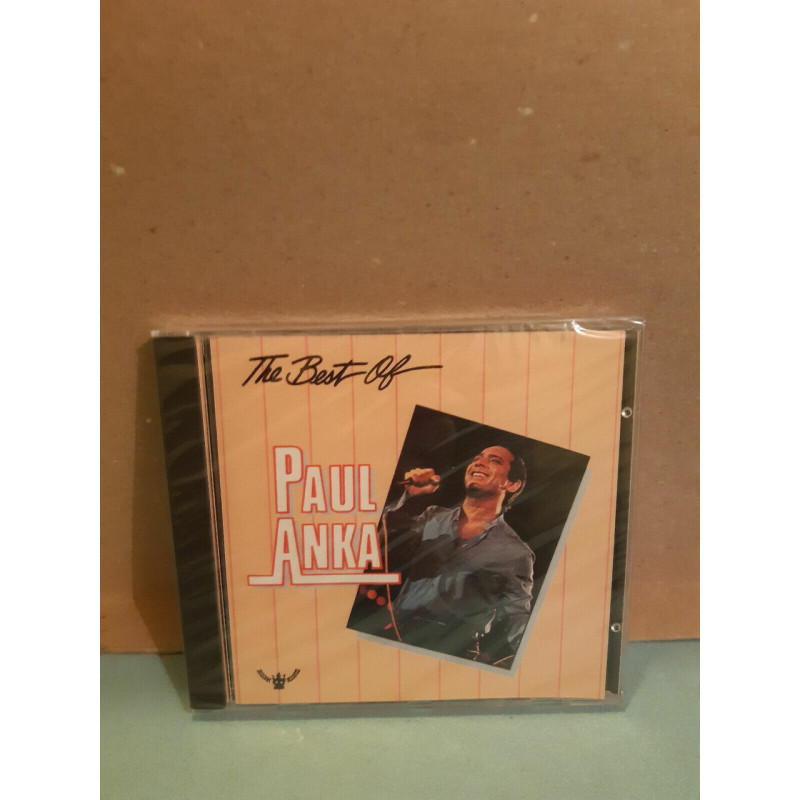 The Best Of
PAUL
ANKA